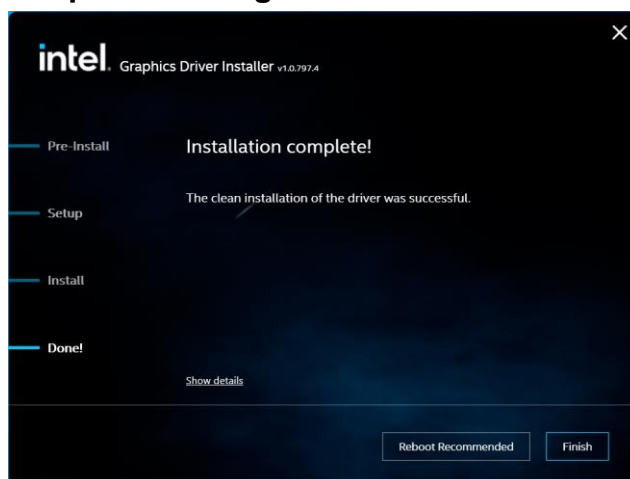 intel. Graphics Driver Installer v1.0.797.4
Pre-Install
Installation complete!
The clean installation of the driver was successful.
Setup
Install
Done!
Show details
Reboot Recommended
Finish